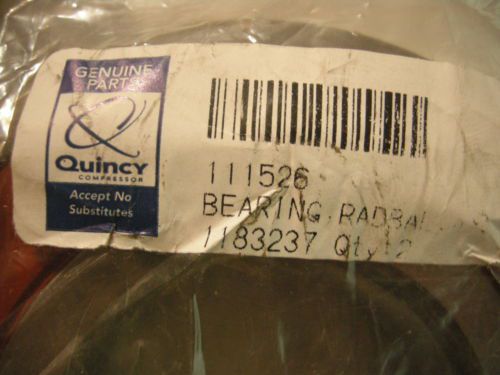 GENUINE
PARTS
Quincy
COMPRESSOR
Accept No
Substitutes
111526
BEARING, RADBAL
1183237 Qty 2